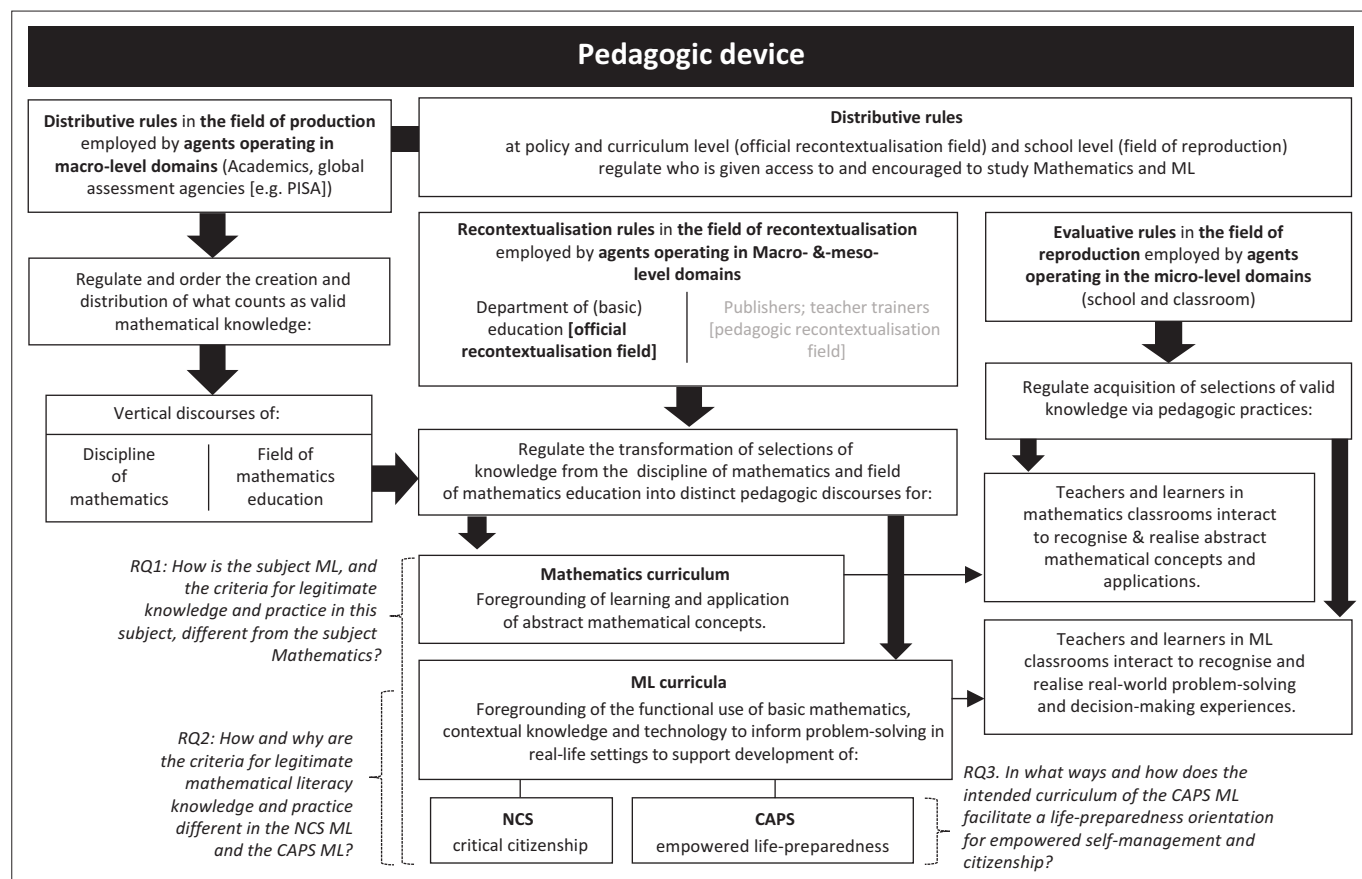 Pedagogic device
Distributive rules in the field of production
employed by agents operating in
macro-level domains (Academics, global
assessment agencies [e.g. PISA])
Distributive rules
at policy and curriculum level (official recontextualisation field) and school level (field of reproduction)
regulate who is given access to and encouraged to study Mathematics and ML
Regulate and order the creation and
distribution of what counts as valid
mathematical knowledge:
Vertical discourses of:
Discipline
of
mathematics
Field of
mathematics
education
Recontextualisation rules in the field of recontextualisation
employed by agents operating in Macro- &-meso-
level domains
Department of (basic)
education [official
recontextualisation field]
Publishers; teacher trainers
[pedagogic recontextualisation
field]
Regulate the transformation of selections of
knowledge from the discipline of mathematics and field
of mathematics education into distinct pedagogic discourses for:
Evaluative rules in the field of
reproduction employed by agents
operating in the micro-level domains
(school and classroom)
Regulate acquisition of selections of valid
knowledge via pedagogic practices:
Teachers and learners in
mathematics classrooms interact
to recognise & realise abstract
mathematical concepts and
applications.
RQ1: How is the subject ML, and
the criteria for legitimate
knowledge and practice in this
subject, different from the subject
Mathematics?
Mathematics curriculum
Foregrounding of learning and application
of abstract mathematical concepts.
Teachers and learners in ML
classrooms interact to recognise and
realise real-world problem-solving
and decision-making experiences.
ML curricula
Foregrounding of the functional use of basic mathematics,
contextual knowledge and technology to inform problem-solving in
real-life settings to support development of:
RQ2: How and why are
the criteria for legitimate
mathematical literacy
knowledge and practice
different in the NCS ML
and the CAPS ML?
NCS
critical citizenship
CAPS
empowered life-preparedness
RQ3. In what ways and how does the
intended curriculum of the CAPS ML
facilitate a life-preparedness orientation
for empowered self-management and
citizenship?